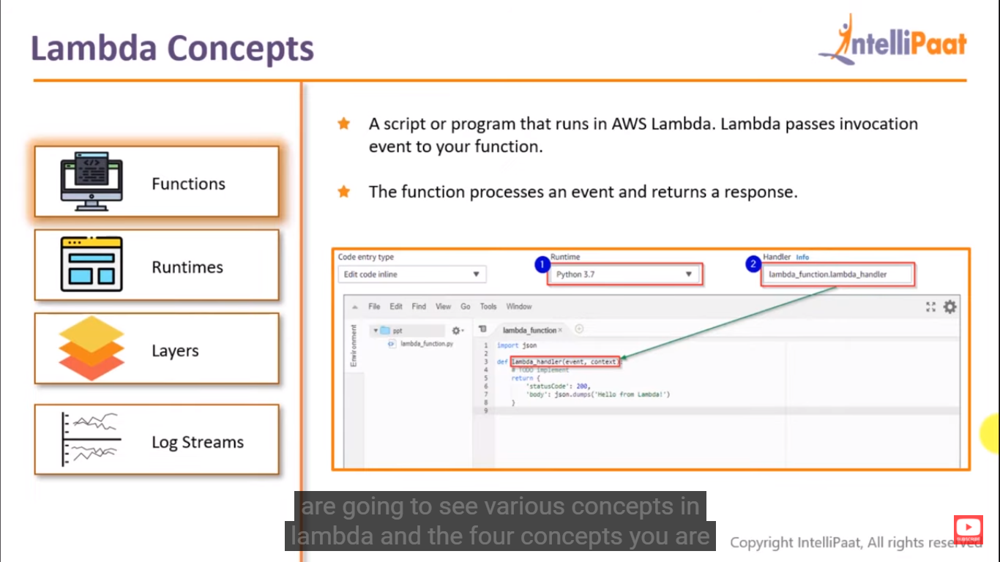 Lambda Concepts
IntelliPaat
Functions
Runtimes
Layers
Log Streams
A script or program that runs in AWS Lambda. Lambda passes invocation
event to your function.
The function processes an event and returns a response.
Code entry type
1 Runtime
2 Handler Info
Edit code inline
Python 3.7
lambda_function.lambda_handler
File Edit Find View Go Tools Window
Environment
ppt
lambda_function.py
lambda_function
1 import json
2
3 def lambda_handler(event, context):
4 # TODO implement
5 return {
6 'statusCode': 200,
7 'body': json.dumps('Hello from Lambda!')
8 }
9
are going to see various concepts in
lambda and the four concepts you are
SUBSCRIBE
Copyright IntelliPaat, All rights reserved